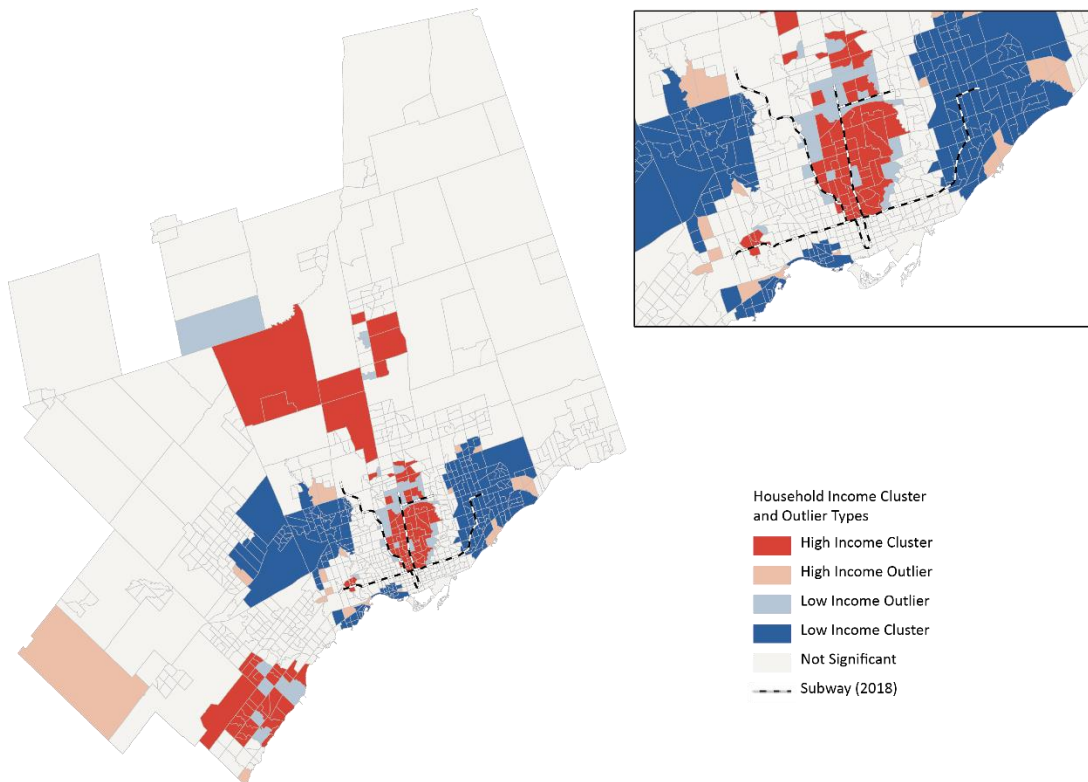 Household Income Cluster
and Outlier Types
High Income Cluster
High Income Outlier
Low Income Outlier
Low Income Cluster
Not Significant
Subway (2018)